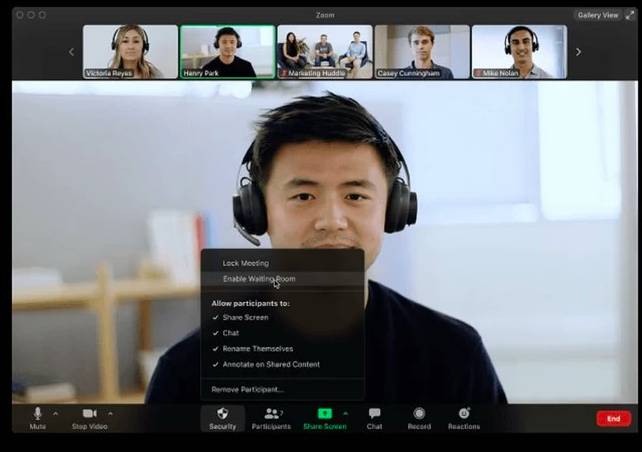 Zoom
Gallery View
Victoria Reyes
Henry Park
Marketing Huddle
Casey Cunningham
Mike Nolan
Lock Meeting
Enable Waiting Room
Allow participants to:
✓ Share Screen
✓ Chat
✓ Rename Themselves
✓ Annotate on Shared Content
Remove Participant...
Mute
Stop Video
Security
Participants
7
Share Screen
Chat
Record
Reactions
End